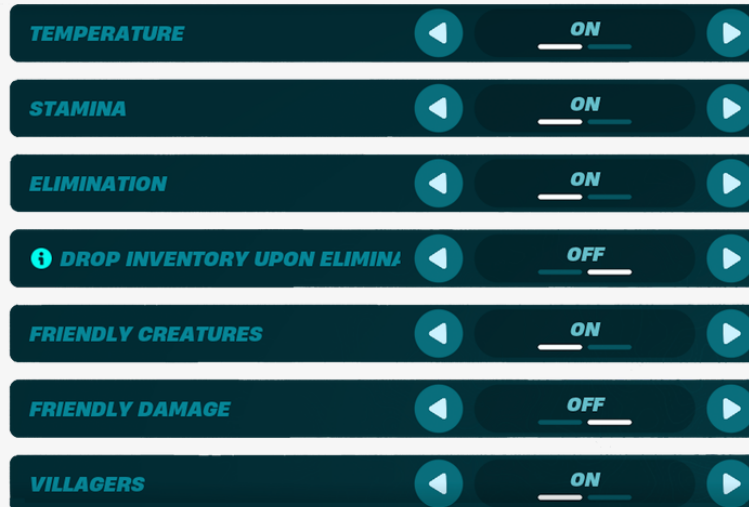 TEMPERATURE ON
STAMINA ON
ELIMINATION ON
DROP INVENTORY UPON ELIMINA OFF
FRIENDLY CREATURES ON
FRIENDLY DAMAGE OFF
VILLAGERS ON